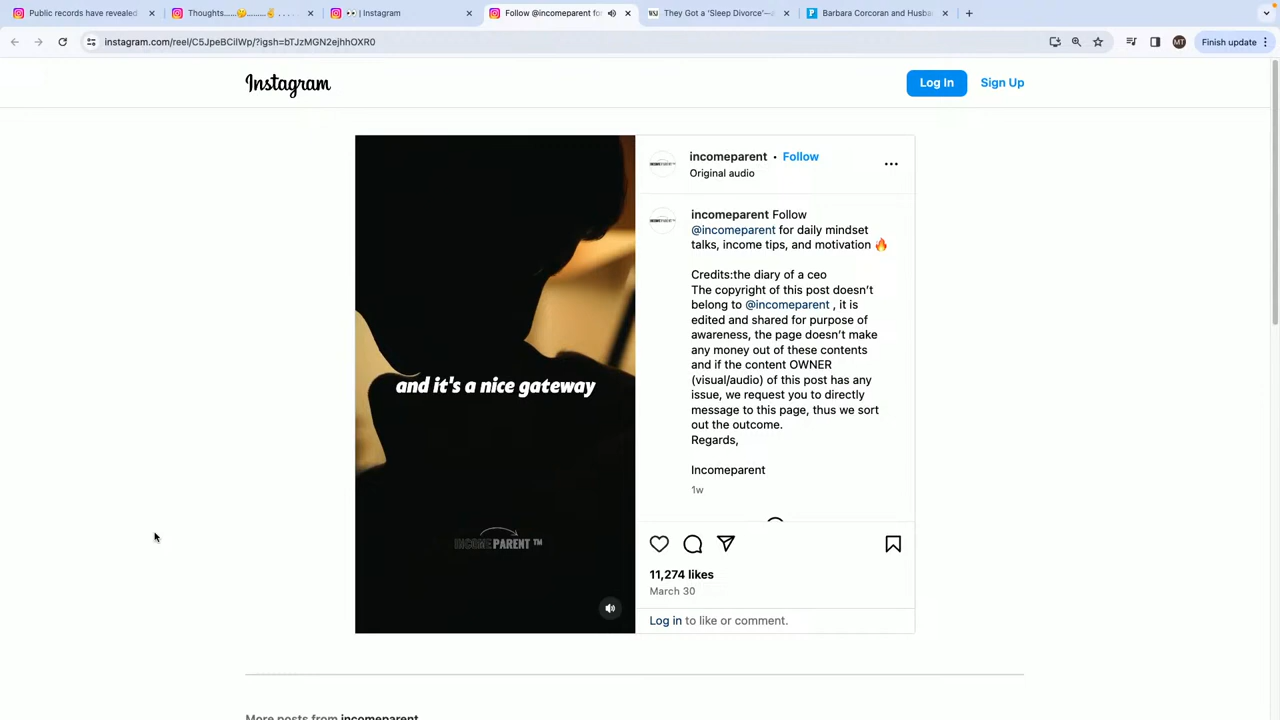 Public records have revealed
Thoughts.....🤔.........✌️. . . . .
👀 | Instagram
Follow @incomeparent for
They Got a 'Sleep Divorce'—a
Barbara Corcoran and Husban
instagram.com/reel/C5JpeBCilWp/?igsh=bTJzMGN2ejhhOXR0
MT
Finish update
Instagram
Log In
Sign Up
and it's a nice gateway
INCOMEPARENT ™
incomeparent • Follow
Original audio
incomeparent Follow
@incomeparent for daily mindset
talks, income tips, and motivation 🔥
Credits:the diary of a ceo
The copyright of this post doesn't
belong to @incomeparent , it is
edited and shared for purpose of
awareness, the page doesn't make
any money out of these contents
and if the content OWNER
(visual/audio) of this post has any
issue, we request you to directly
message to this page, thus we sort
out the outcome.
Regards,
Incomeparent
1w
11,274 likes
March 30
Log in to like or comment.
More posts from incomeparent